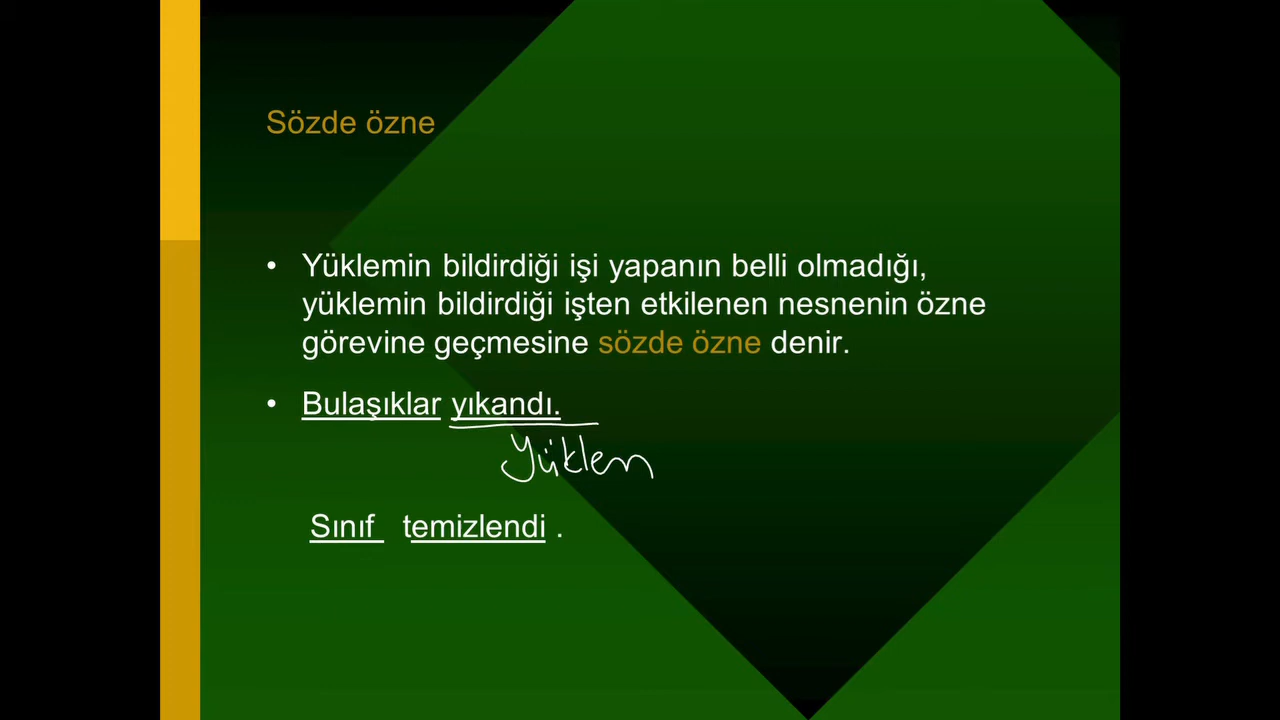 Sözde özne
• Yüklemin bildirdiği işi yapanın belli olmadığı,
yüklemin bildirdiği işten etkilenen nesnenin özne
görevine geçmesine sözde özne denir.
• Bulaşıklar yıkandı.
Yüklem
Sınıf temizlendi .